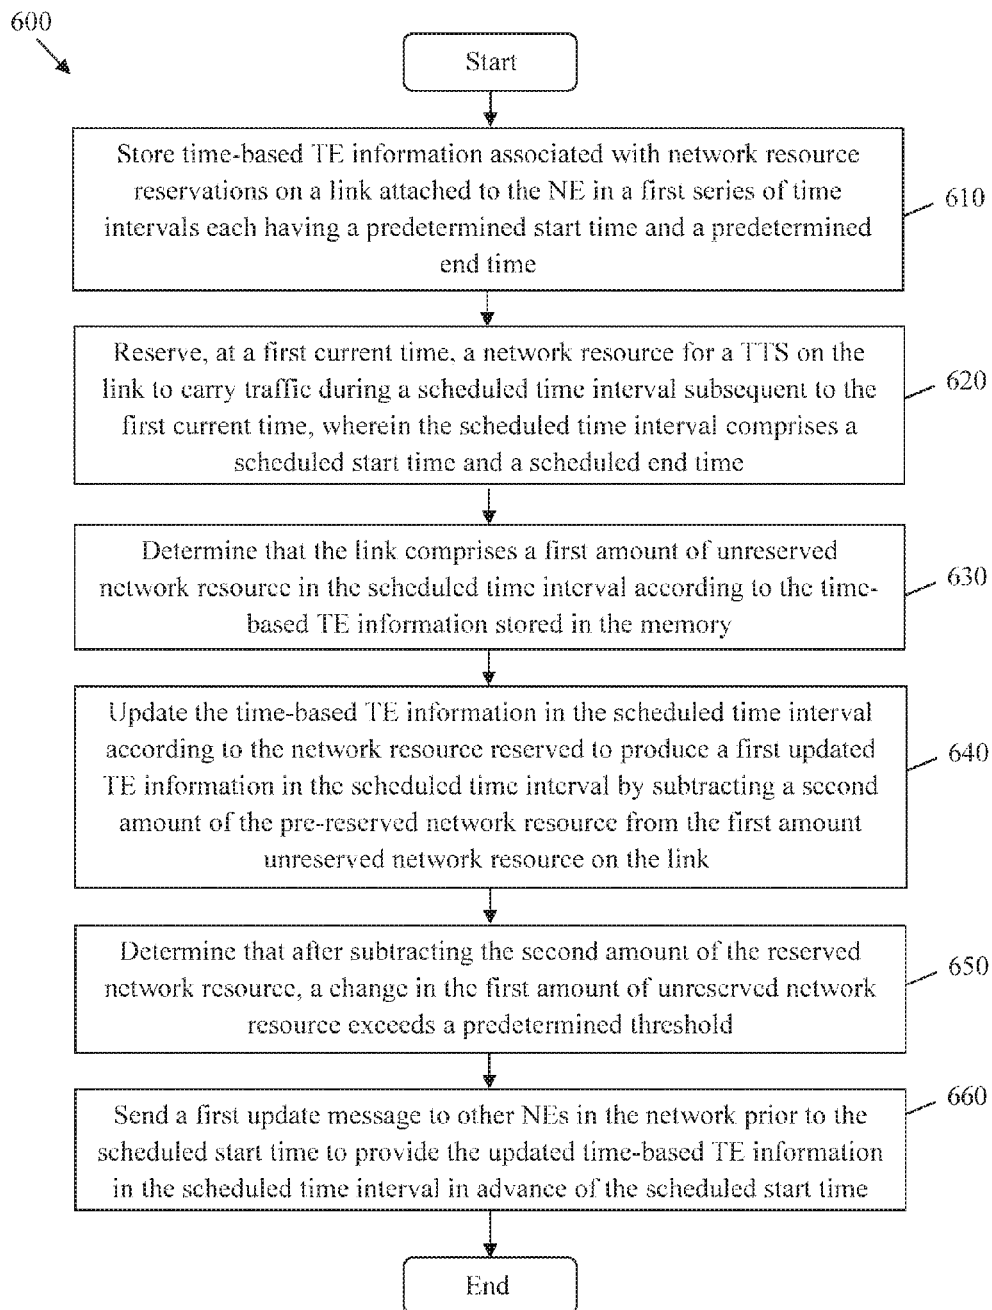 600
Start
Store time-based TE information associated with network resource
reservations on a link attached to the NE in a first series of time
intervals each having a predetermined start time and a predetermined
end time
610
Reserve, at a first current time, a network resource for a TTS on the
link to carry traffic during a scheduled time interval subsequent to the
first current time, wherein the scheduled time interval comprises a
scheduled start time and a scheduled end time
620
Determine that the link comprises a first amount of unreserved
network resource in the scheduled time interval according to the time-
based TE information stored in the memory
630
Update the time-based TE information in the scheduled time interval
according to the network resource reserved to produce a first updated
TE information in the scheduled time interval by subtracting a second
amount of the pre-reserved network resource from the first amount
unreserved network resource on the link
640
Determine that after subtracting the second amount of the reserved
network resource, a change in the first amount of unreserved network
resource exceeds a predetermined threshold
650
Send a first update message to other NEs in the network prior to the
scheduled start time to provide the updated time-based TE information
in the scheduled time interval in advance of the scheduled start time
660
End